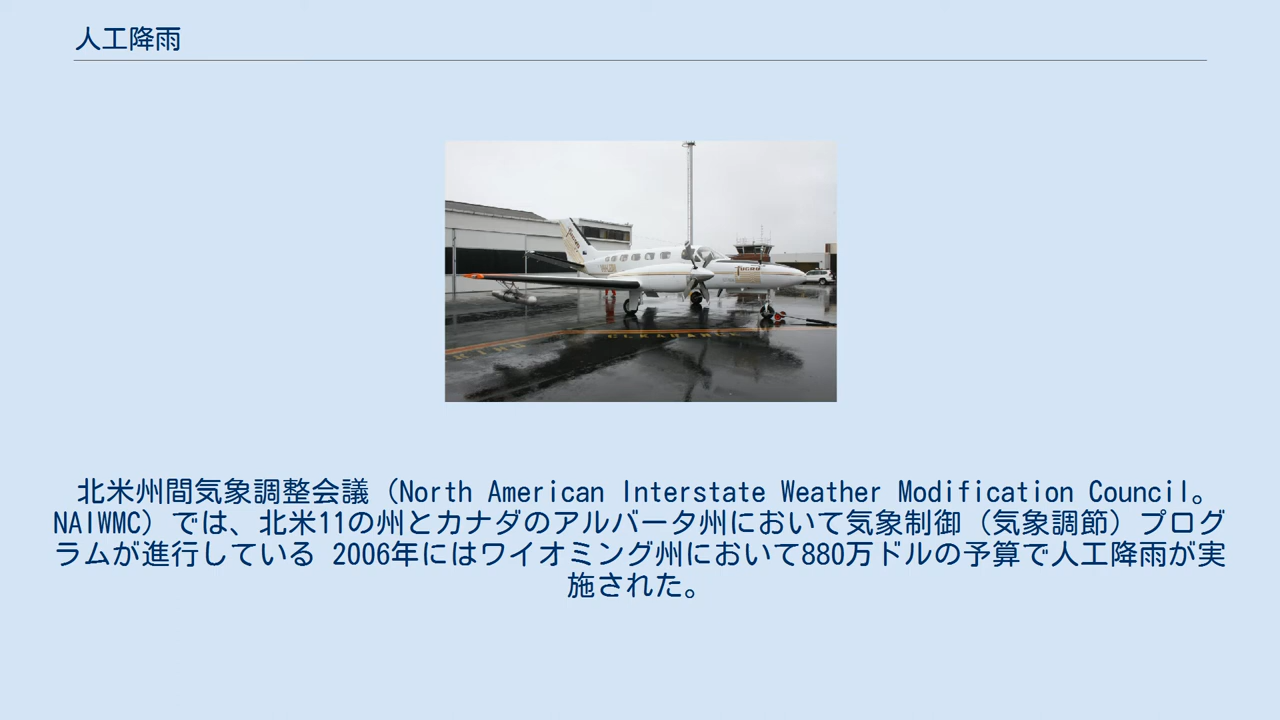 人工降雨
北米州間気象調整会議（North American Interstate Weather Modification Council。
NAIWMC）では、北米11の州とカナダのアルバータ州において気象制御（気象調節）プログ
ラムが進行している 2006年にはワイオミング州において880万ドルの予算で人工降雨が実
施された。